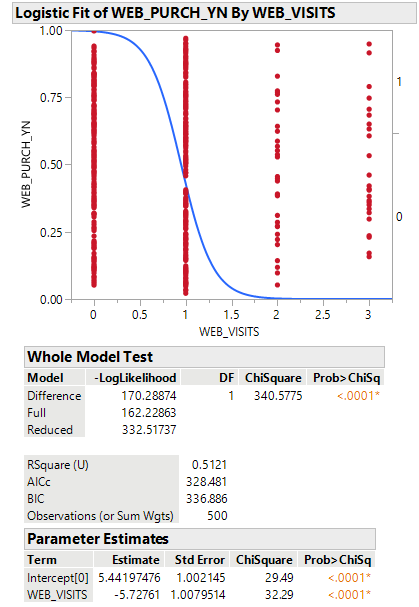 Logistic Fit of WEB_PURCH_YN By WEB_VISITS
1.00
0.75
0.50
0.25
0.00
WEB_PURCH_YN
1
0
0 0.5 1 1.5 2 2.5 3
WEB_VISITS
Whole Model Test
Model -LogLikelihood DF ChiSquare Prob>ChiSq
Difference 170.28874 1 340.5775 <.0001*
Full 162.22863
Reduced 332.51737
RSquare (U) 0.5121
AICc 328.481
BIC 336.886
Observations (or Sum Wgts) 500
Parameter Estimates
Term Estimate Std Error ChiSquare Prob>ChiSq
Intercept[0] 5.44197476 1.002145 29.49 <.0001*
WEB_VISITS -5.72761 1.0079514 32.29 <.0001*